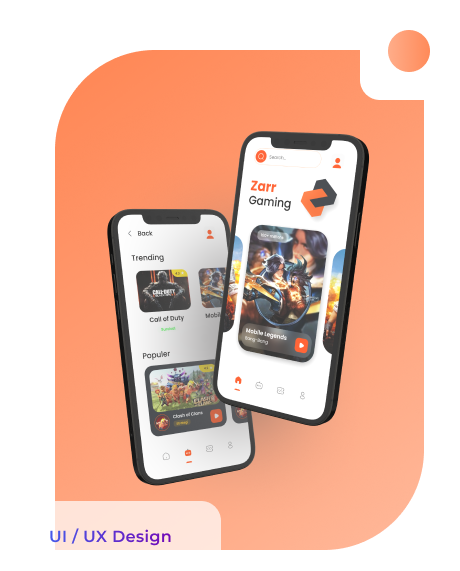 Search...
Zarr
Gaming
Mobile Legends
Bang-Bang
Back
Trending
CALL OF DUTY
Call of Duty
Mobile
Populer
Clash of Clans
UI / UX Design